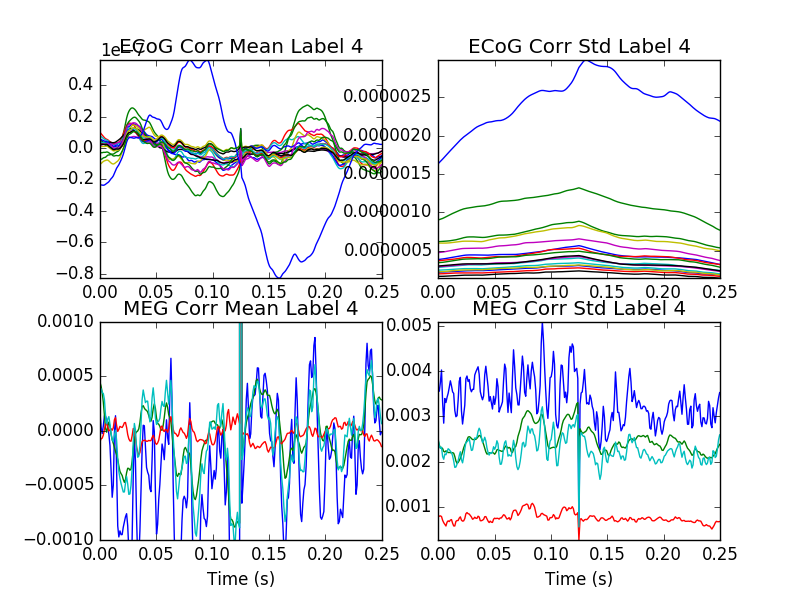 ECoG Corr Mean Label 4
1e−7
0.4
0.2
0.0
−0.2
−0.4
−0.6
−0.8
0.00 0.05 0.10 0.15 0.20 0.25
ECoG Corr Std Label 4
0.0000025
0.0000020
0.0000015
0.0000010
0.0000005
0.00 0.05 0.10 0.15 0.20 0.25
MEG Corr Mean Label 4
0.0010
0.0005
0.0000
−0.0005
−0.0010
0.00 0.05 0.10 0.15 0.20 0.25
Time (s)
MEG Corr Std Label 4
0.005
0.004
0.003
0.002
0.001
0.00 0.05 0.10 0.15 0.20 0.25
Time (s)